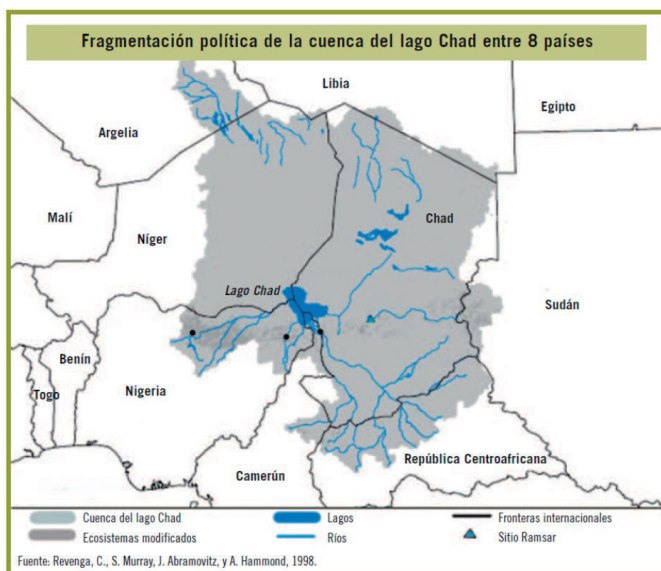 Fragmentación política de la cuenca del lago Chad entre 8 países
Libia
Egipto
Argelia
Malí
Níger
Chad
Lago Chad
Sudán
Benín
Togo
Nigeria
Camerún
República Centroafricana
Cuenca del lago Chad
Lagos
Fronteras internacionales
Ecosistemas modificados
Ríos
Sitio Ramsar
Fuente: Revenga, C., S. Murray, J. Abramovitz, y A. Hammond, 1998.